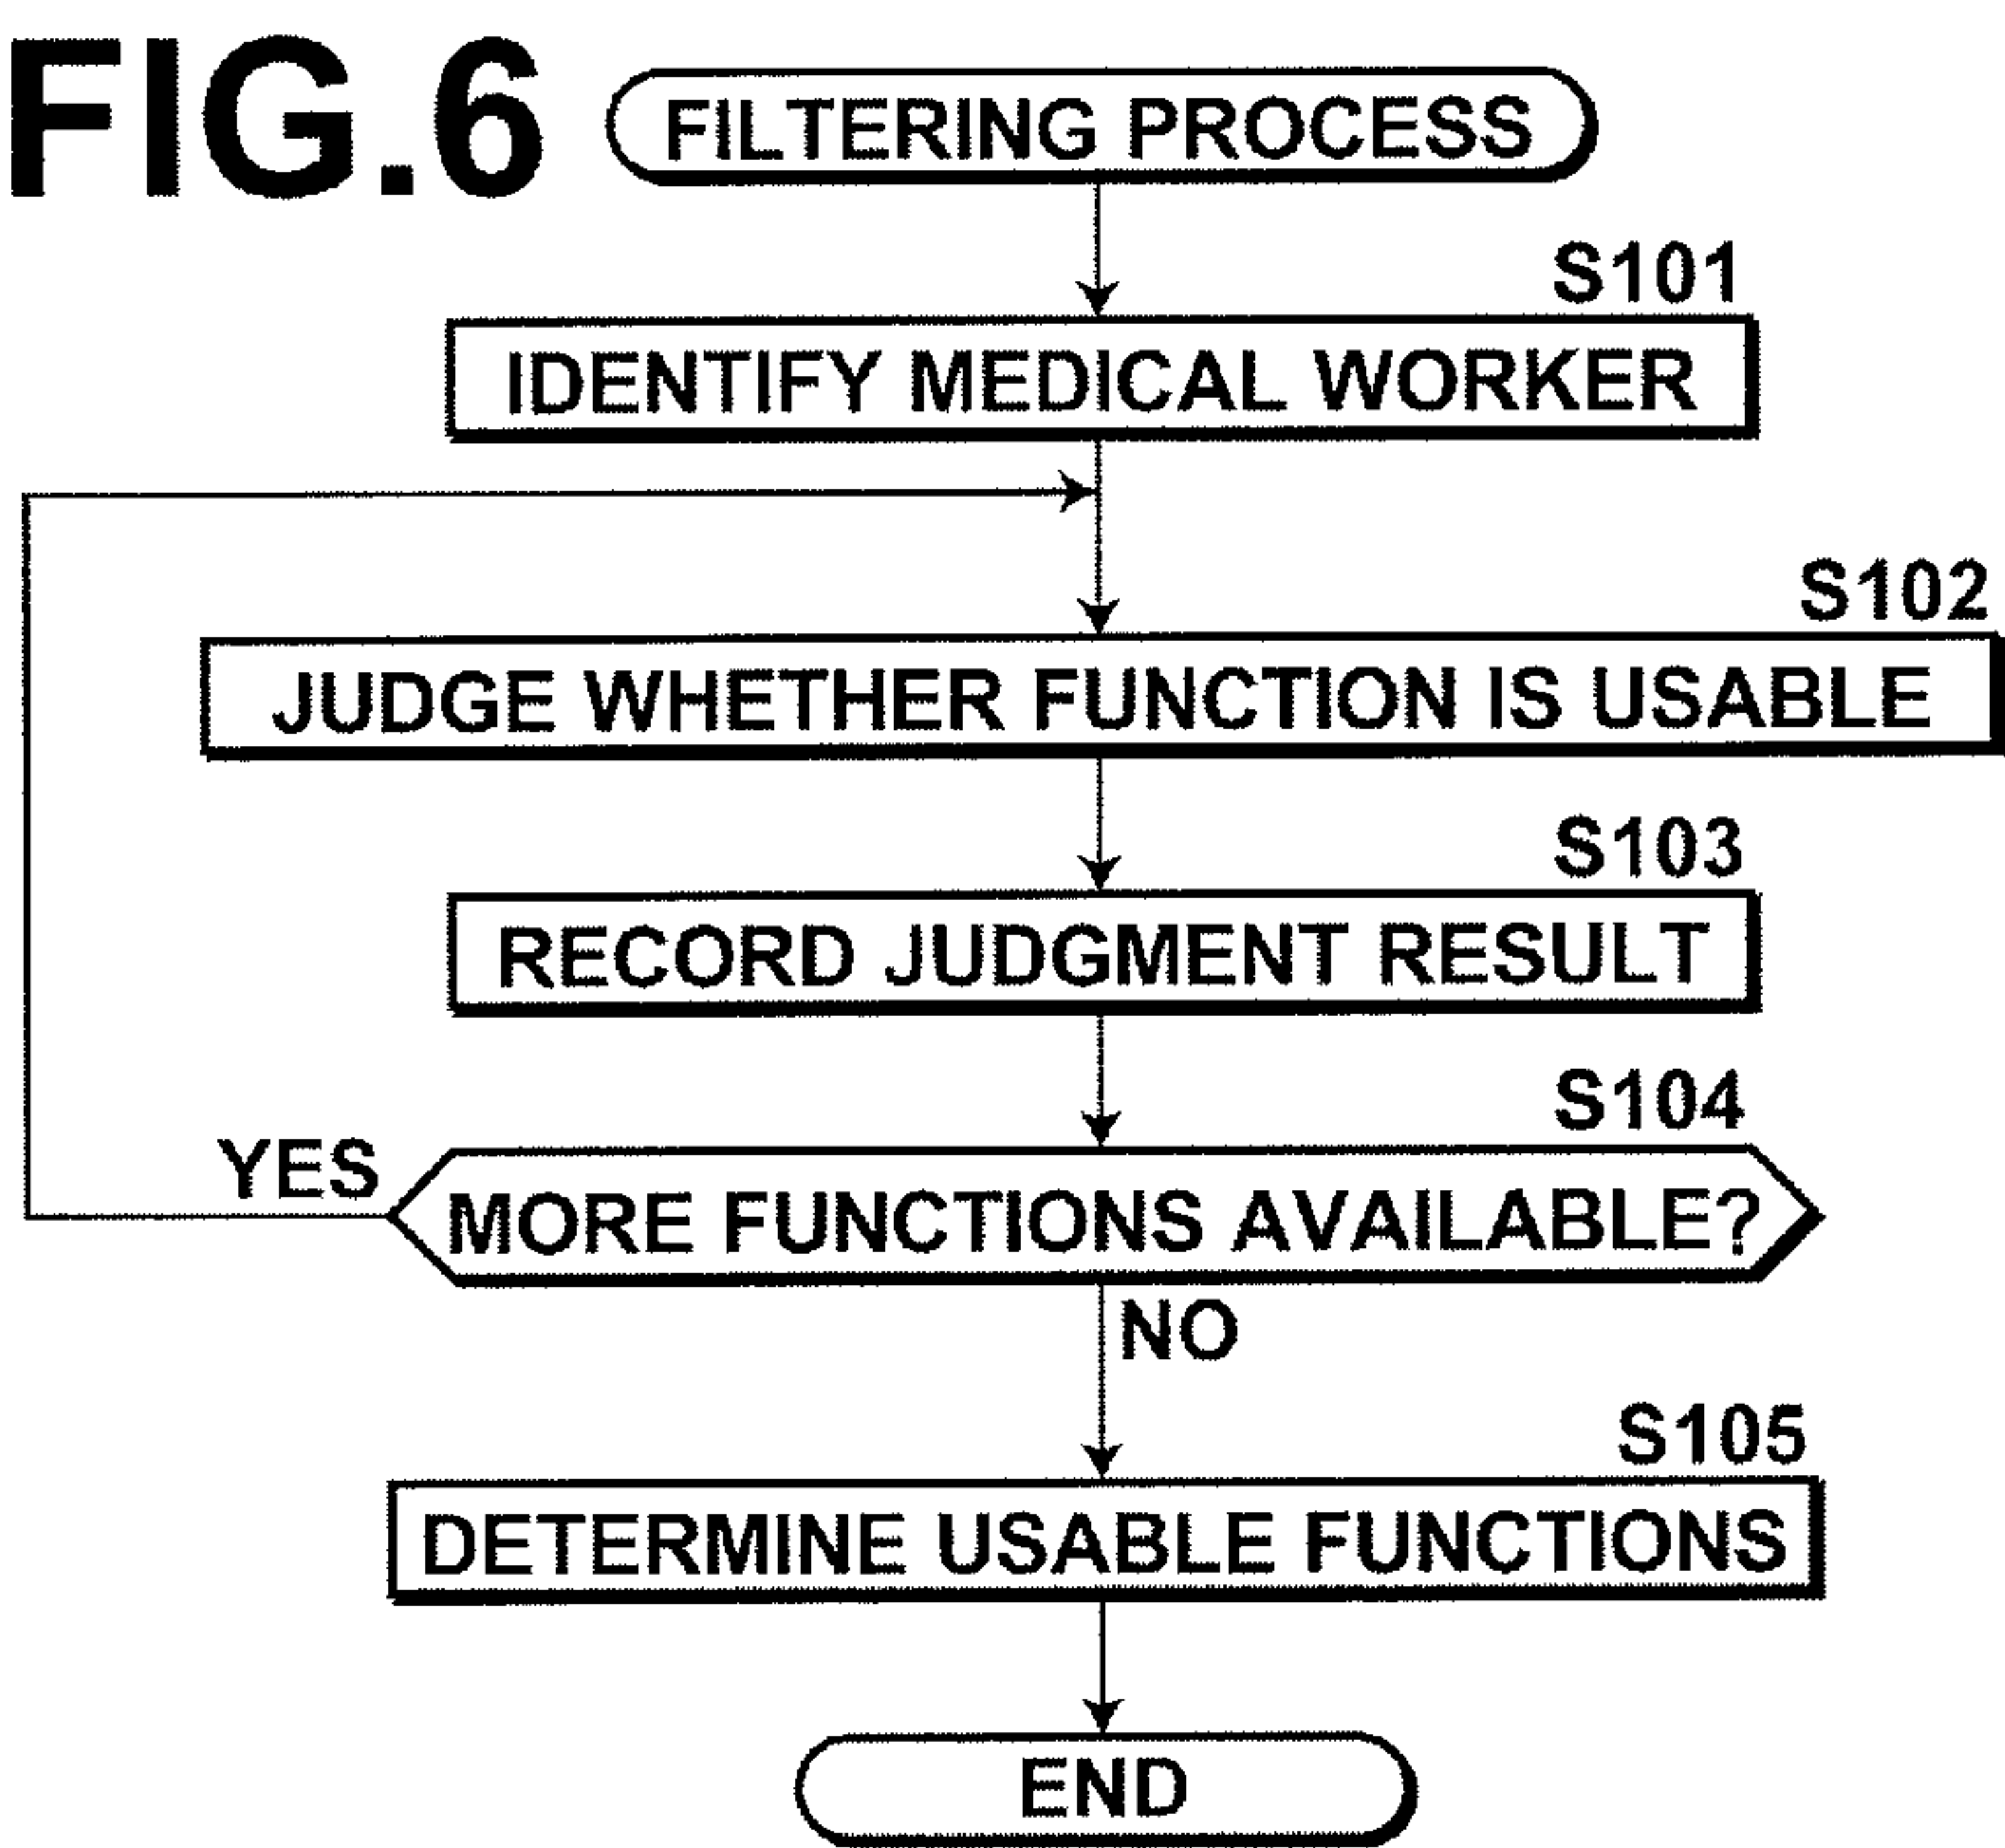 FIG.6
FILTERING PROCESS
S101
IDENTIFY MEDICAL WORKER
S102
JUDGE WHETHER FUNCTION IS USABLE
S103
RECORD JUDGMENT RESULT
S104
YES
MORE FUNCTIONS AVAILABLE?
NO
S105
DETERMINE USABLE FUNCTIONS
END